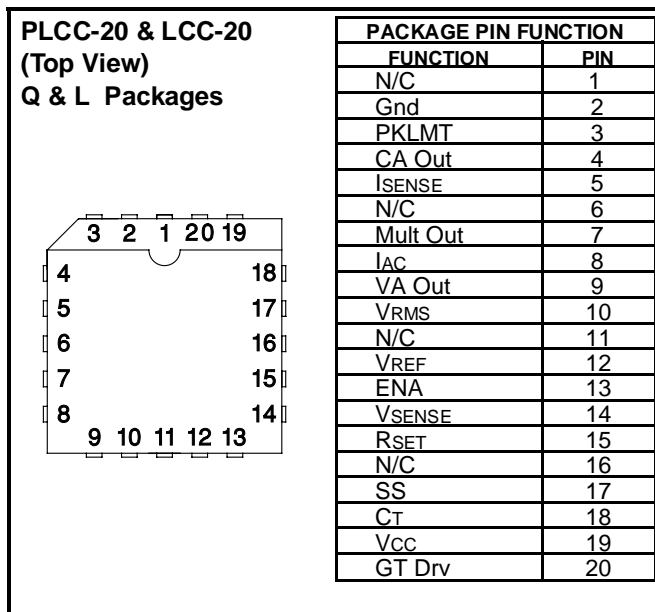 PLCC-20 & LCC-20
(Top View)
Q & L Packages
3 2 1 20 19
4 18
5 17
6 16
7 15
8 14
9 10 11 12 13
PACKAGE PIN FUNCTION
FUNCTION PIN
N/C 1
Gnd 2
PKLMT 3
CA Out 4
ISENSE 5
N/C 6
Mult Out 7
IAC 8
VA Out 9
VRMS 10
N/C 11
VREF 12
ENA 13
VSENSE 14
RSET 15
N/C 16
SS 17
CT 18
VCC 19
GT Drv 20